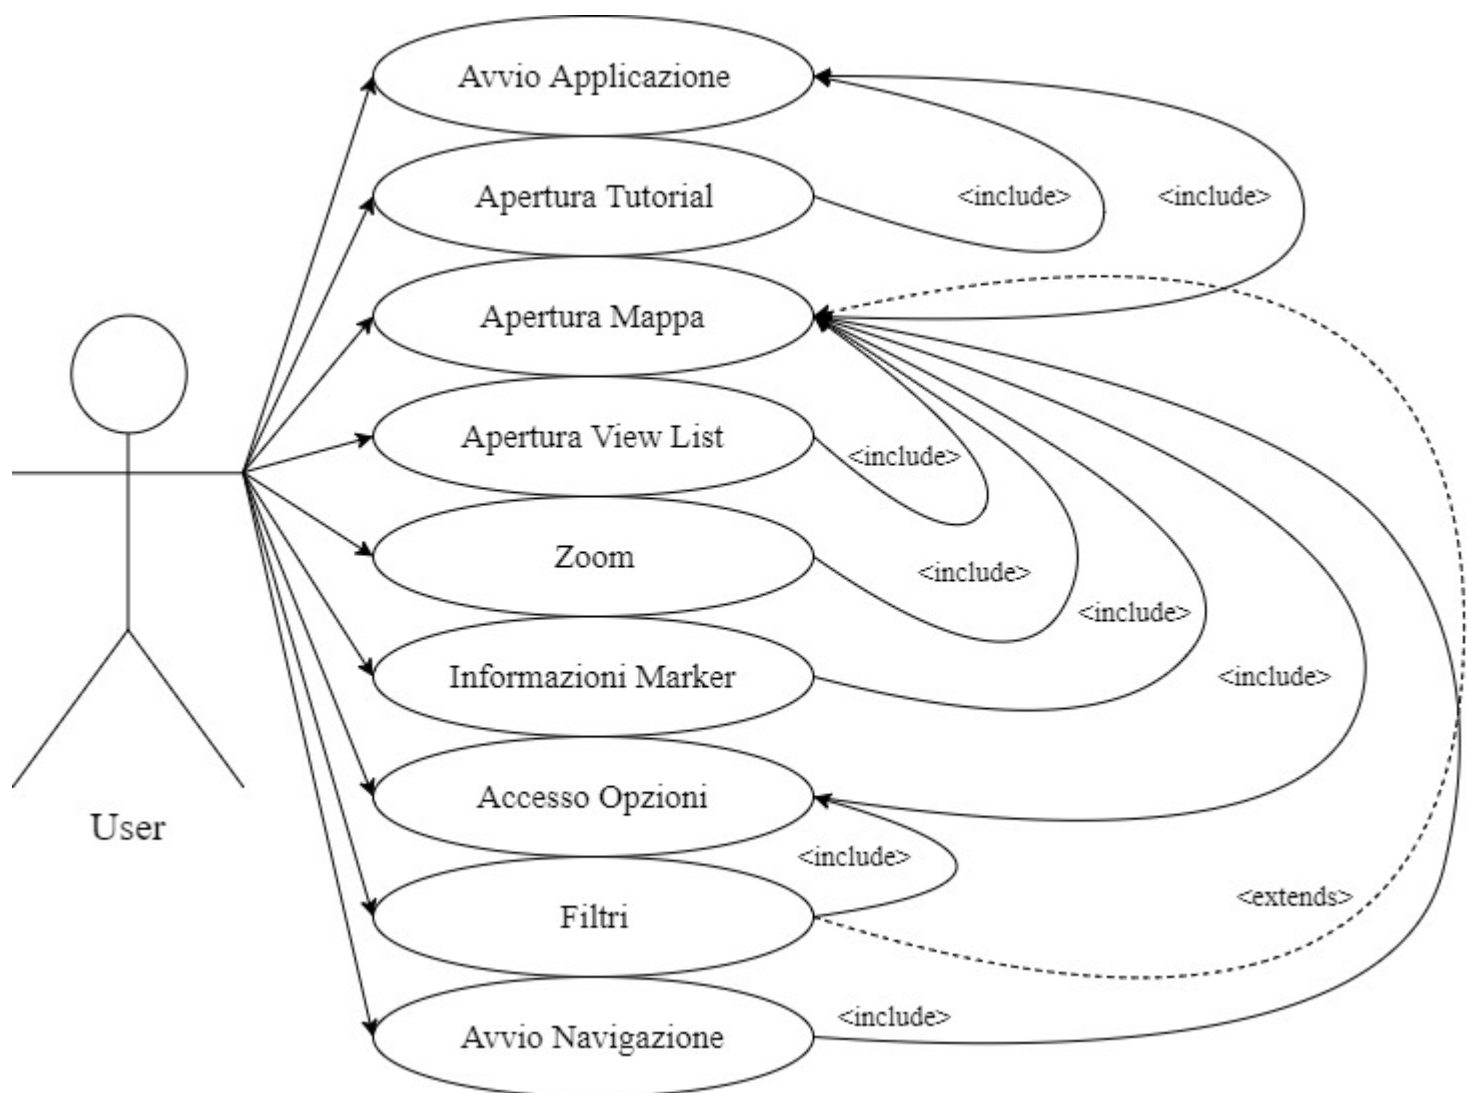 Avvio Applicazione
Apertura Tutorial
<include>
<include>
Apertura Mappa
Apertura View List
<include>
Zoom
<include>
<include>
Informazioni Marker
<include>
Accesso Opzioni
User
<include>
<extends>
Filtri
<include>
Avvio Navigazione